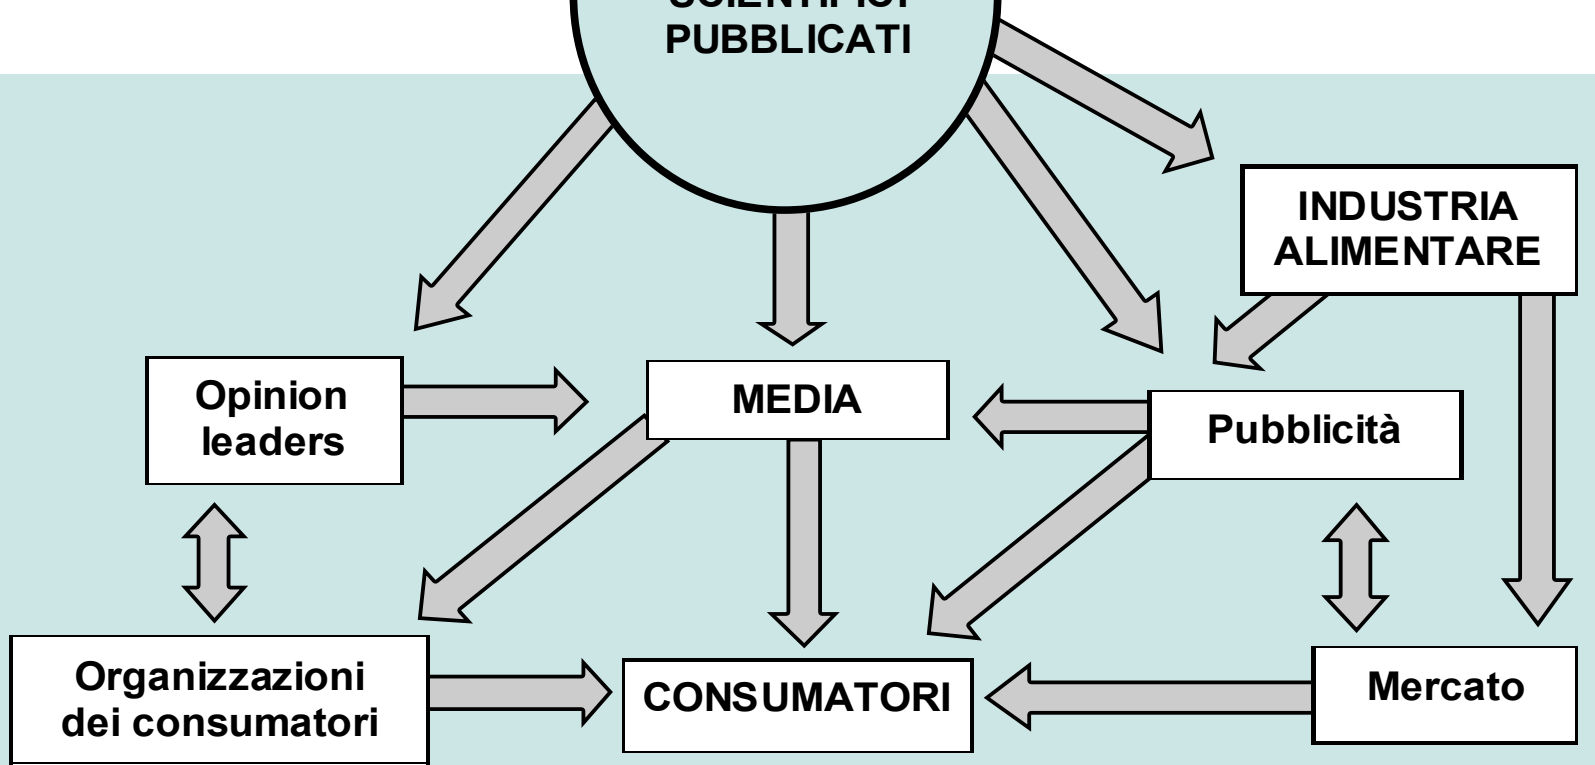 PUBBLICATI
INDUSTRIA
ALIMENTARE
Opinion
leaders
MEDIA
Pubblicità
Organizzazioni
dei consumatori
CONSUMATORI
Mercato